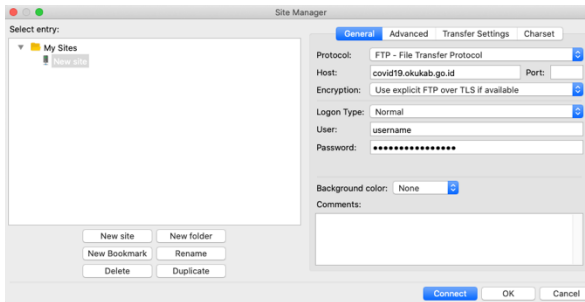 Site Manager
Select entry:
My Sites
New site
New site
New folder
New Bookmark
Rename
Delete
Duplicate
General
Advanced
Transfer Settings
Charset
Protocol:
FTP - File Transfer Protocol
Host:
covid19.okukab.go.id
Port:
Encryption:
Use explicit FTP over TLS if available
Logon Type:
Normal
User:
username
Password:
••••••••••••••••
Background color:
None
Comments:
Connect
OK
Cancel